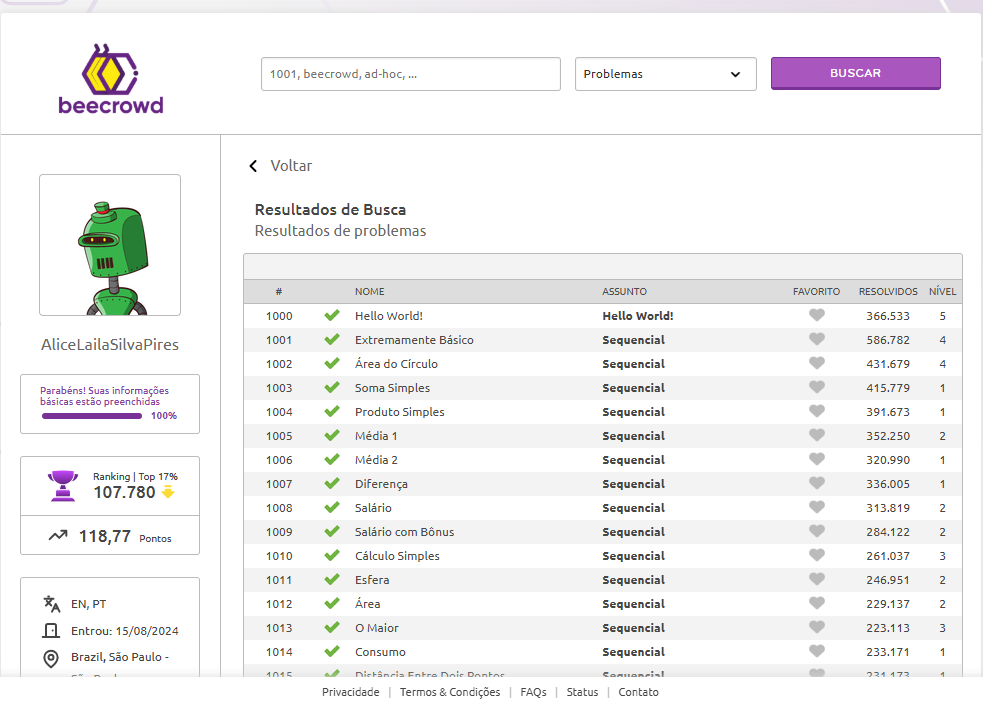 beecrowd
1001, beecrowd, ad-hoc, ...
Problemas
BUSCAR
AliceLailaSilvaPires
Parabéns! Suas informações
básicas estão preenchidas
100%
Ranking | Top 17%
107.780
118,77 Pontos
EN, PT
Entrou: 15/08/2024
Brazil, São Paulo -
Voltar
Resultados de Busca
Resultados de problemas
# NOME ASSUNTO FAVORITO RESOLVIDOS NÍVEL
1000 Hello World! Hello World! 366.533 5
1001 Extremamente Básico Sequencial 586.782 4
1002 Área do Círculo Sequencial 431.679 4
1003 Soma Simples Sequencial 415.779 1
1004 Produto Simples Sequencial 391.673 1
1005 Média 1 Sequencial 352.250 2
1006 Média 2 Sequencial 320.990 1
1007 Diferença Sequencial 336.005 1
1008 Salário Sequencial 313.819 2
1009 Salário com Bônus Sequencial 284.122 2
1010 Cálculo Simples Sequencial 261.037 3
1011 Esfera Sequencial 246.951 2
1012 Área Sequencial 229.137 2
1013 O Maior Sequencial 223.113 3
1014 Consumo Sequencial 233.171 1
1015 Distância Entre Dois Pontos Sequencial 231.173 1
Privacidade | Termos & Condições | FAQs | Status | Contato